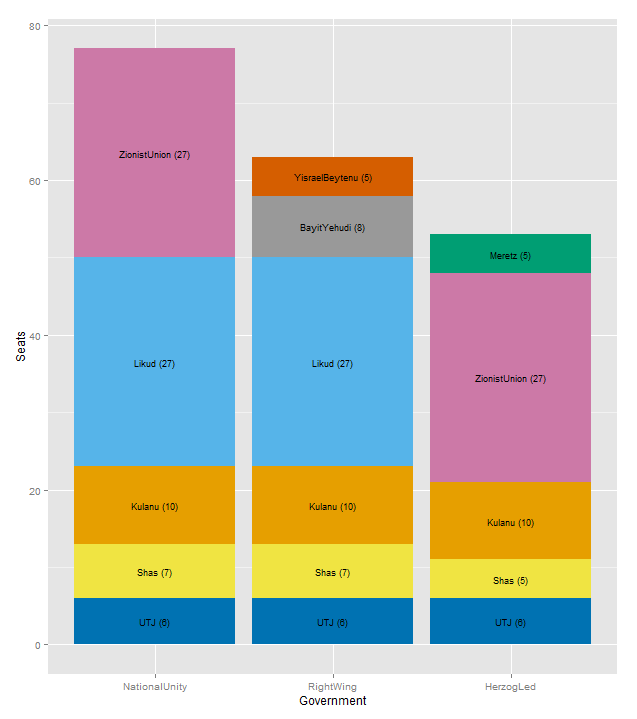 80
60
40
20
0
Seats
ZionistUnion (27)
Likud (27)
Kulanu (10)
Shas (7)
UTJ (6)
YisraelBeytenu (5)
BayitYehudi (8)
Likud (27)
Kulanu (10)
Shas (7)
UTJ (6)
Meretz (5)
ZionistUnion (27)
Kulanu (10)
Shas (5)
UTJ (6)
NationalUnity
RightWing
HerzogLed
Government